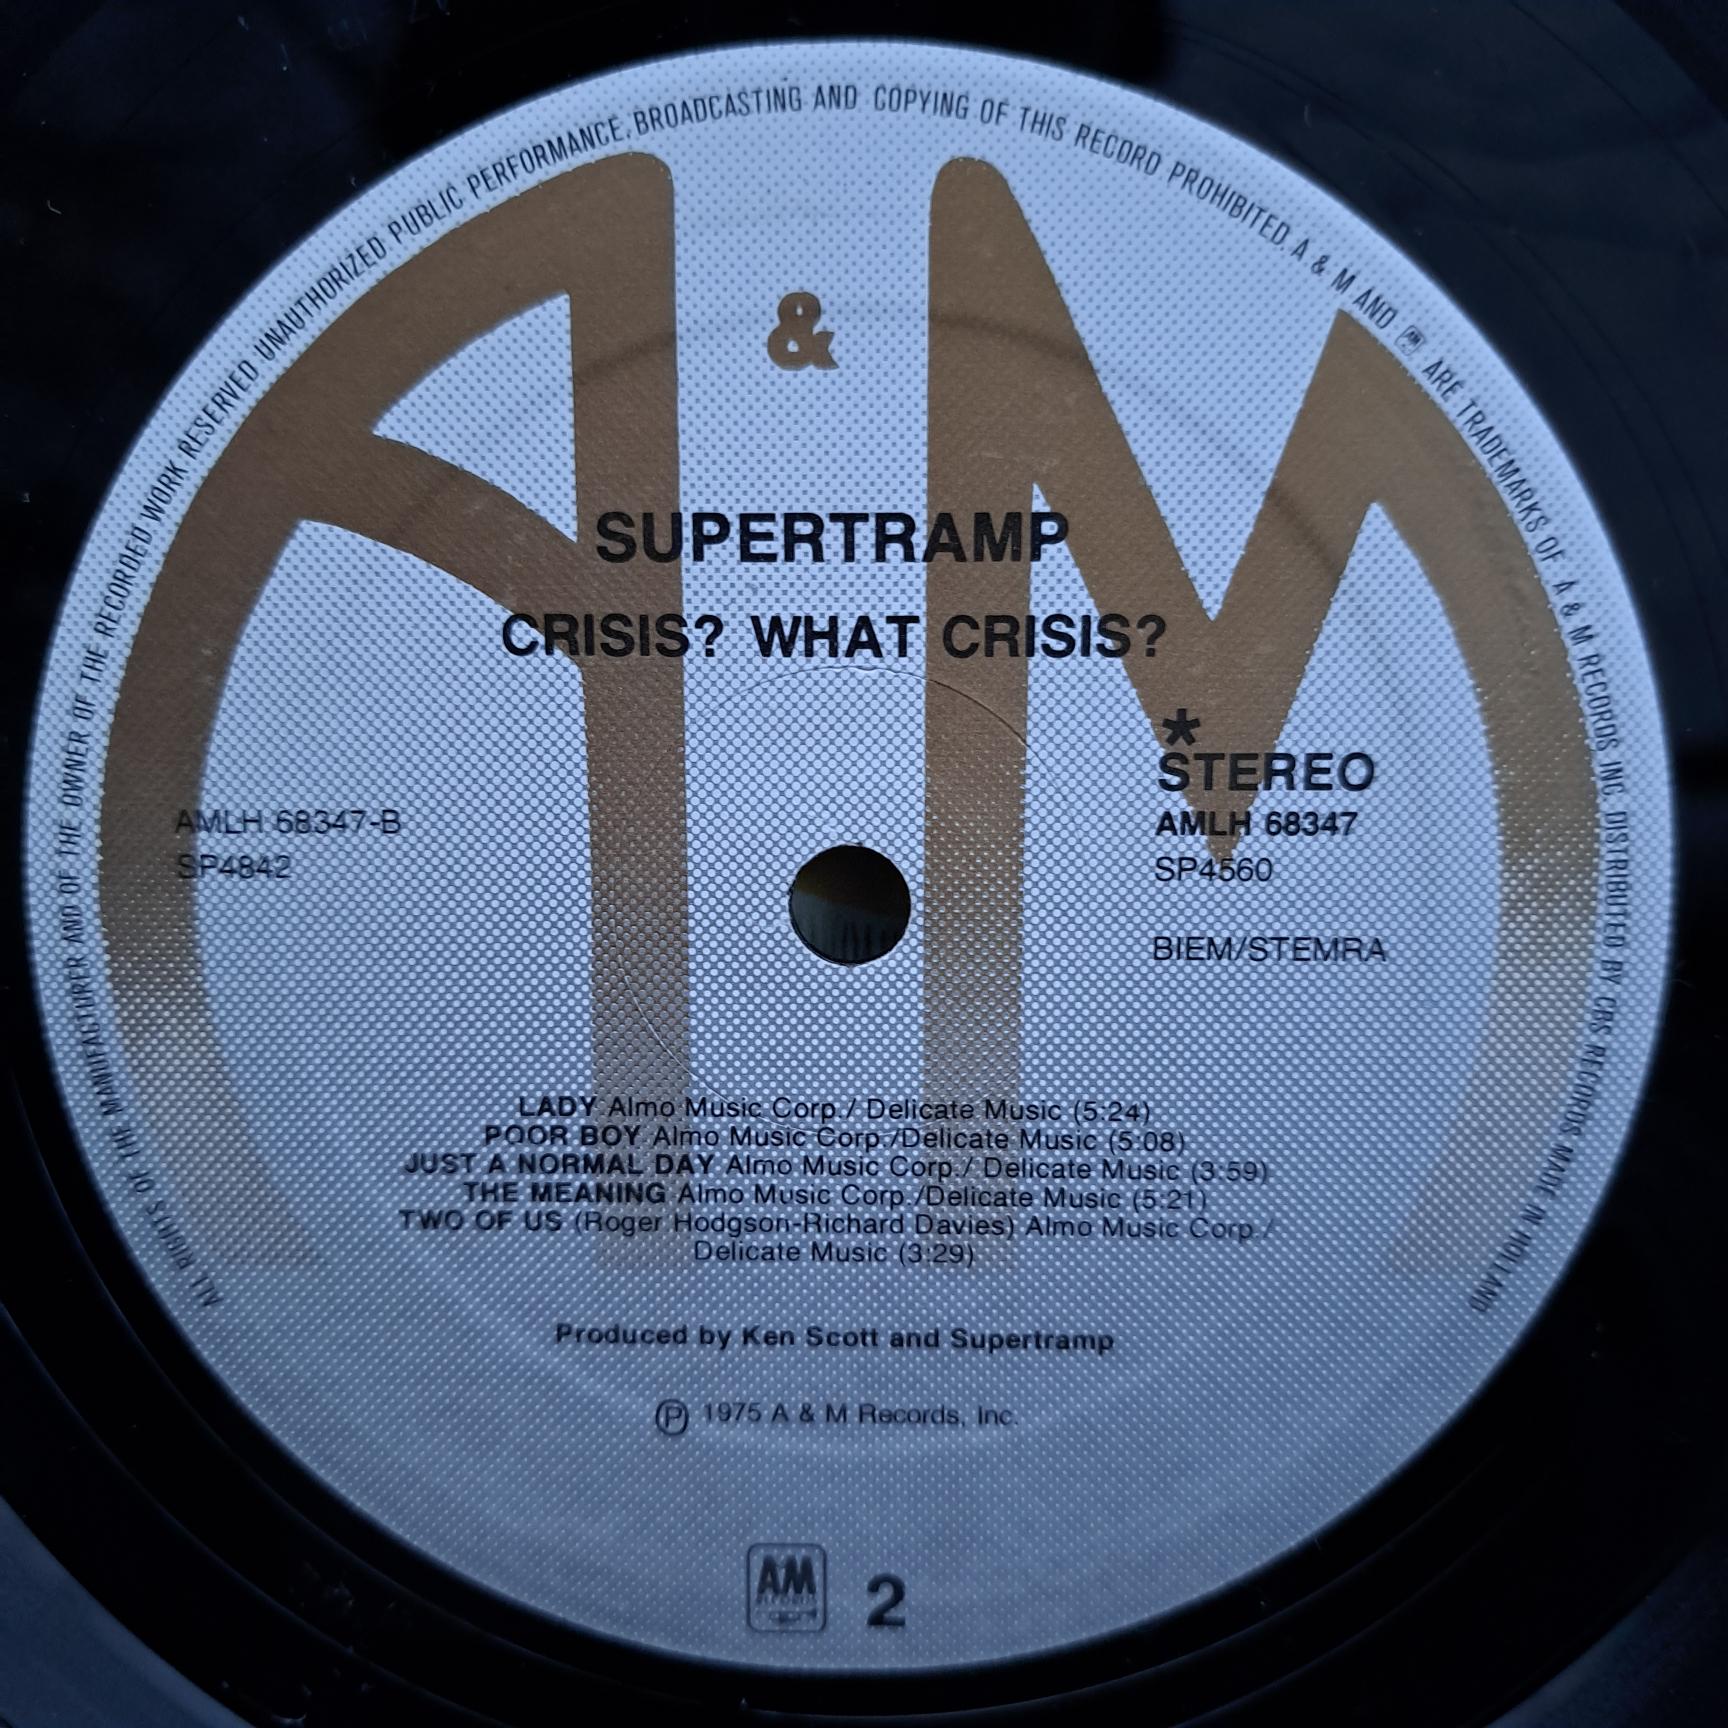 ALL RIGHTS OF THE MANUFACTURER AND OF THE OWNER OF THE RECORDED WORK RESERVED UNAUTHORIZED PUBLIC PERFORMANCE, BROADCASTING AND COPYING OF THIS RECORD PROHIBITED A & M AND AM ARE TRADEMARKS OF A & M RECORDS INC. DISTRIBUTED BY CBS RECORDS MADE IN HOLLAND
A & M
SUPERTRAMP
CRISIS? WHAT CRISIS?
*
STEREO
AMLH 68347-B
AMLH 68347
SP4842
SP4560
BIEM/STEMRA
LADY Almo Music Corp./ Delicate Music (5:24)
POOR BOY Almo Music Corp./Delicate Music (5:08)
JUST A NORMAL DAY Almo Music Corp./ Delicate Music (3:59)
THE MEANING Almo Music Corp./Delicate Music (5:21)
TWO OF US (Roger Hodgson-Richard Davies) Almo Music Corp./
Delicate Music (3:29)
Produced by Ken Scott and Supertramp
Ⓟ 1975 A & M Records, Inc.
AM
RECORDS
2